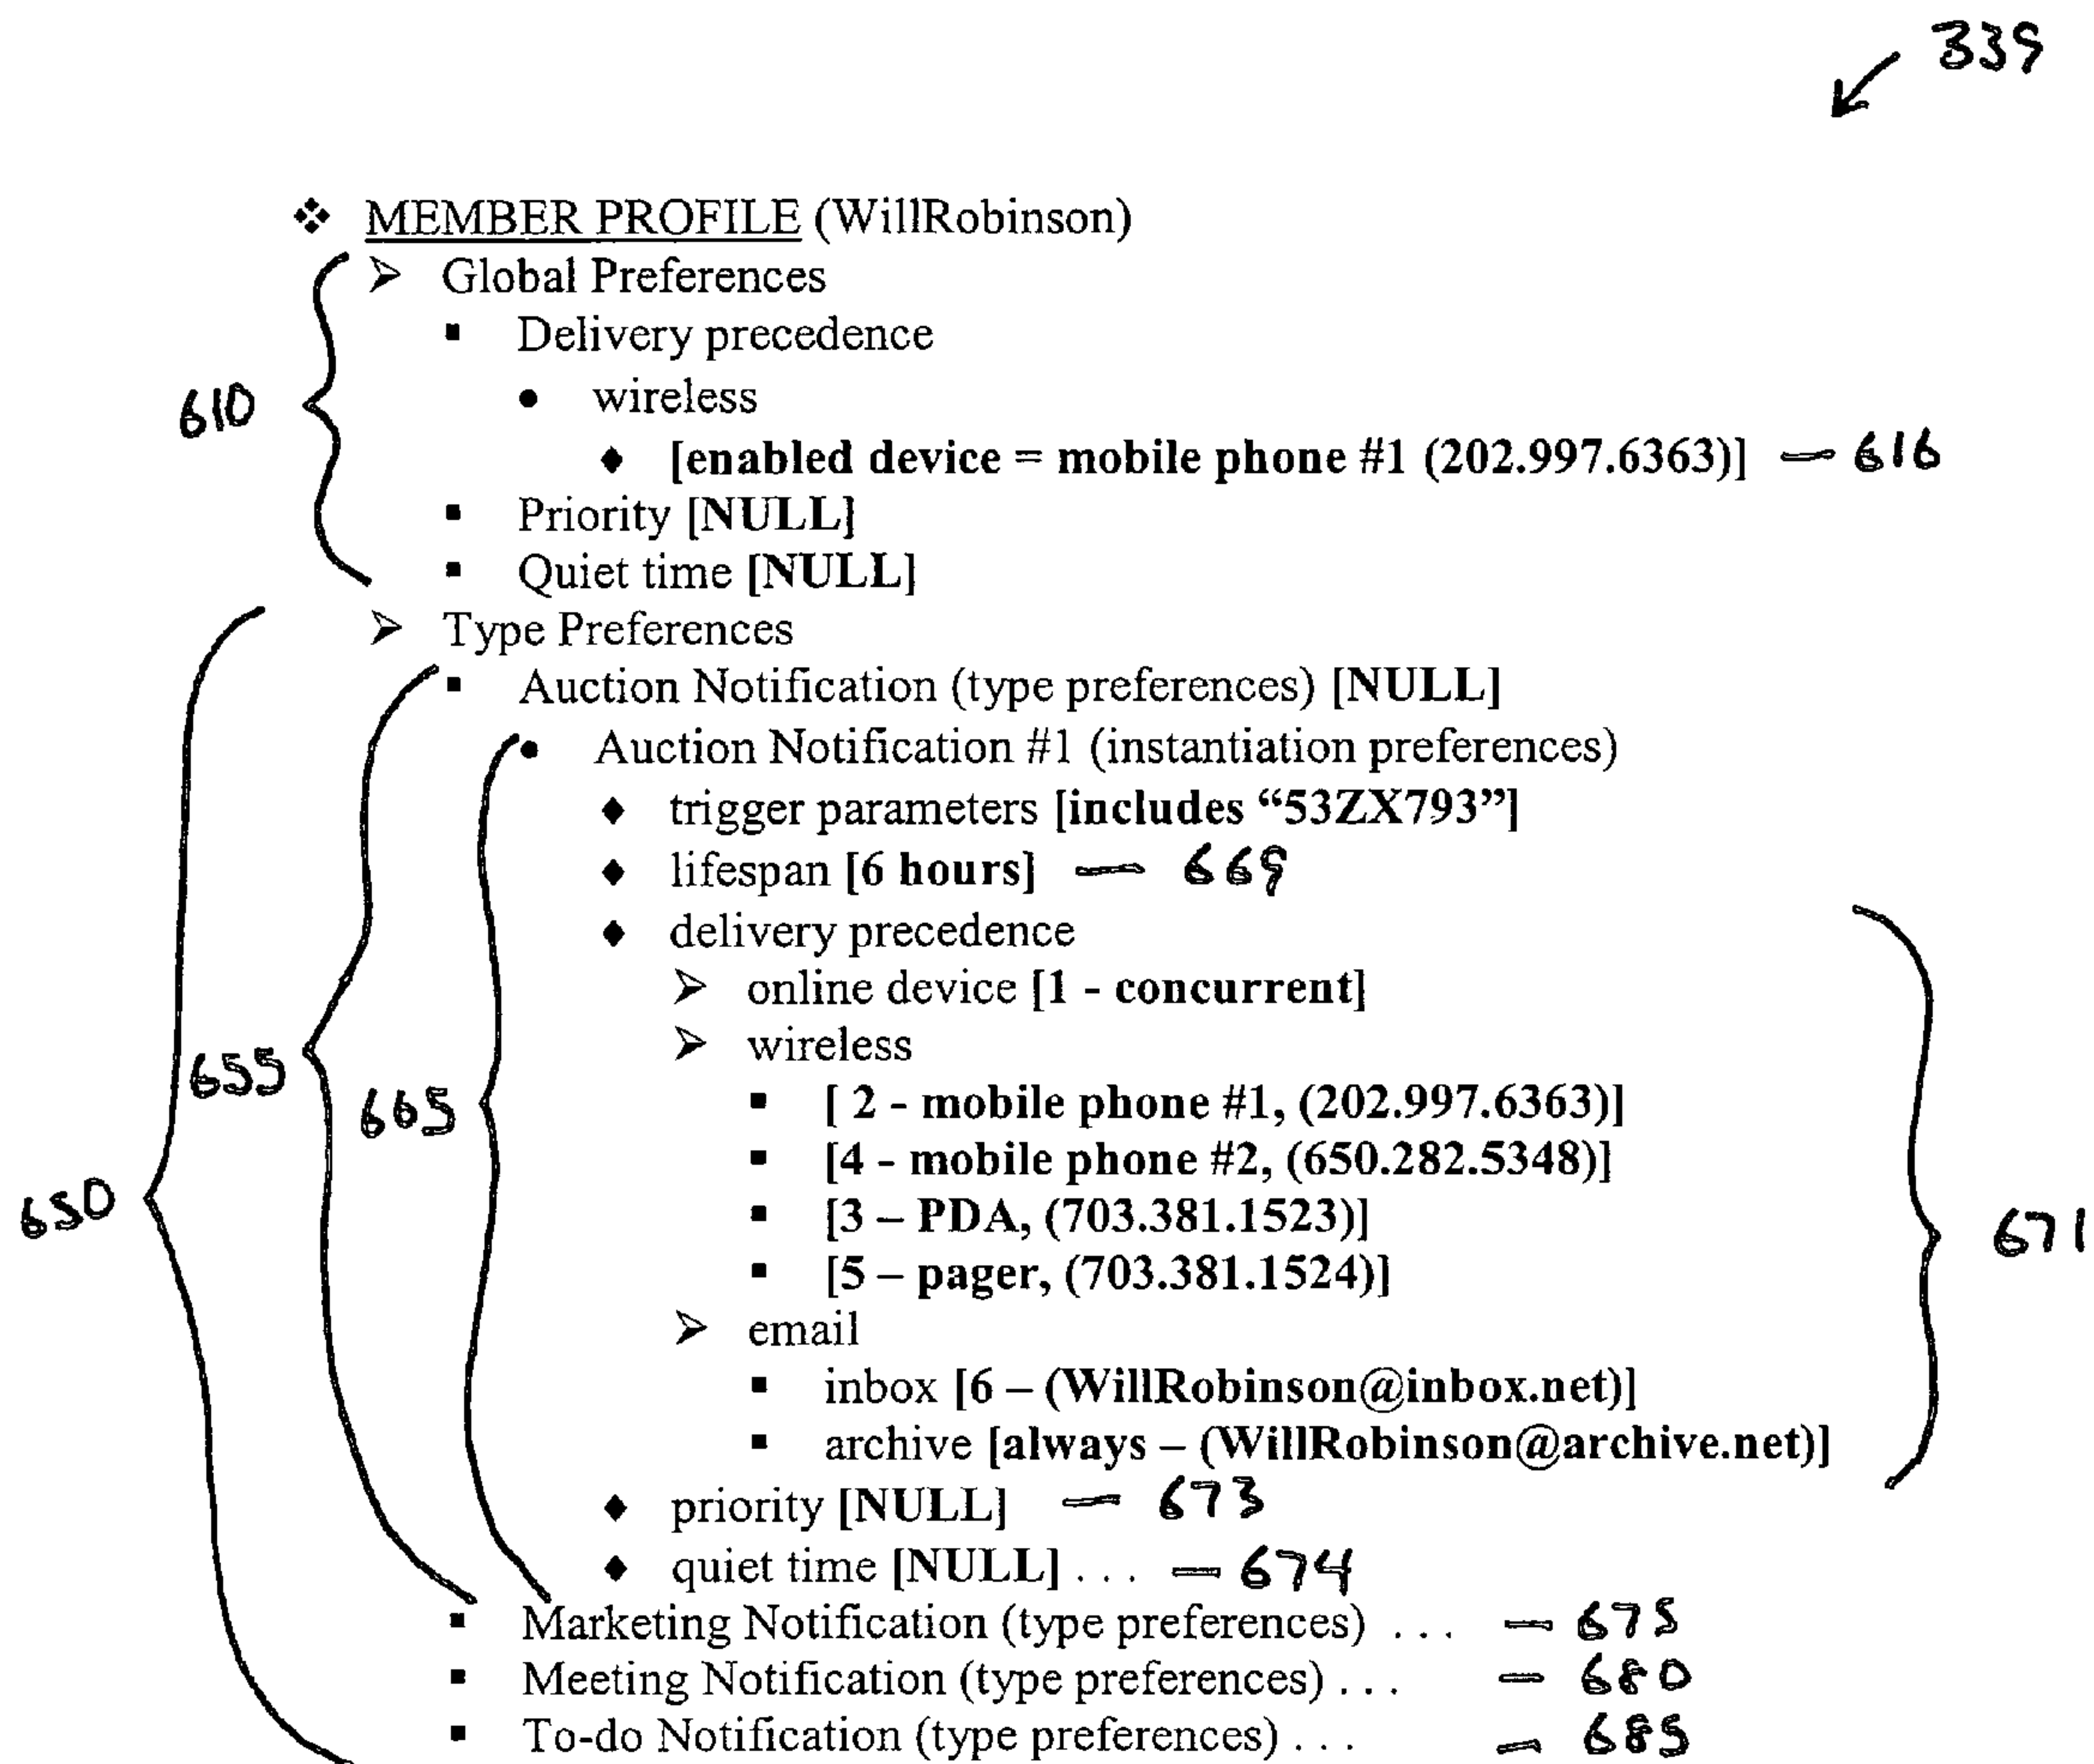 339
❖ MEMBER PROFILE (WillRobinson)
➢ Global Preferences
▪ Delivery precedence
• wireless
610
♦ [enabled device = mobile phone #1 (202.997.6363)] — 616
▪ Priority [NULL]
▪ Quiet time [NULL]
➢ Type Preferences
▪ Auction Notification (type preferences) [NULL]
• Auction Notification #1 (instantiation preferences)
♦ trigger parameters [includes “53ZX793”]
♦ lifespan [6 hours] — 669
♦ delivery precedence
➢ online device [1 - concurrent]
➢ wireless
655
665
▪ [ 2 - mobile phone #1, (202.997.6363)]
▪ [4 - mobile phone #2, (650.282.5348)]
650
▪ [3 – PDA, (703.381.1523)]
671
▪ [5 – pager, (703.381.1524)]
➢ email
▪ inbox [6 – (WillRobinson@inbox.net)]
▪ archive [always – (WillRobinson@archive.net)]
♦ priority [NULL] — 673
♦ quiet time [NULL] . . . — 674
▪ Marketing Notification (type preferences) . . . — 675
▪ Meeting Notification (type preferences) . . . — 680
▪ To-do Notification (type preferences) . . . — 685